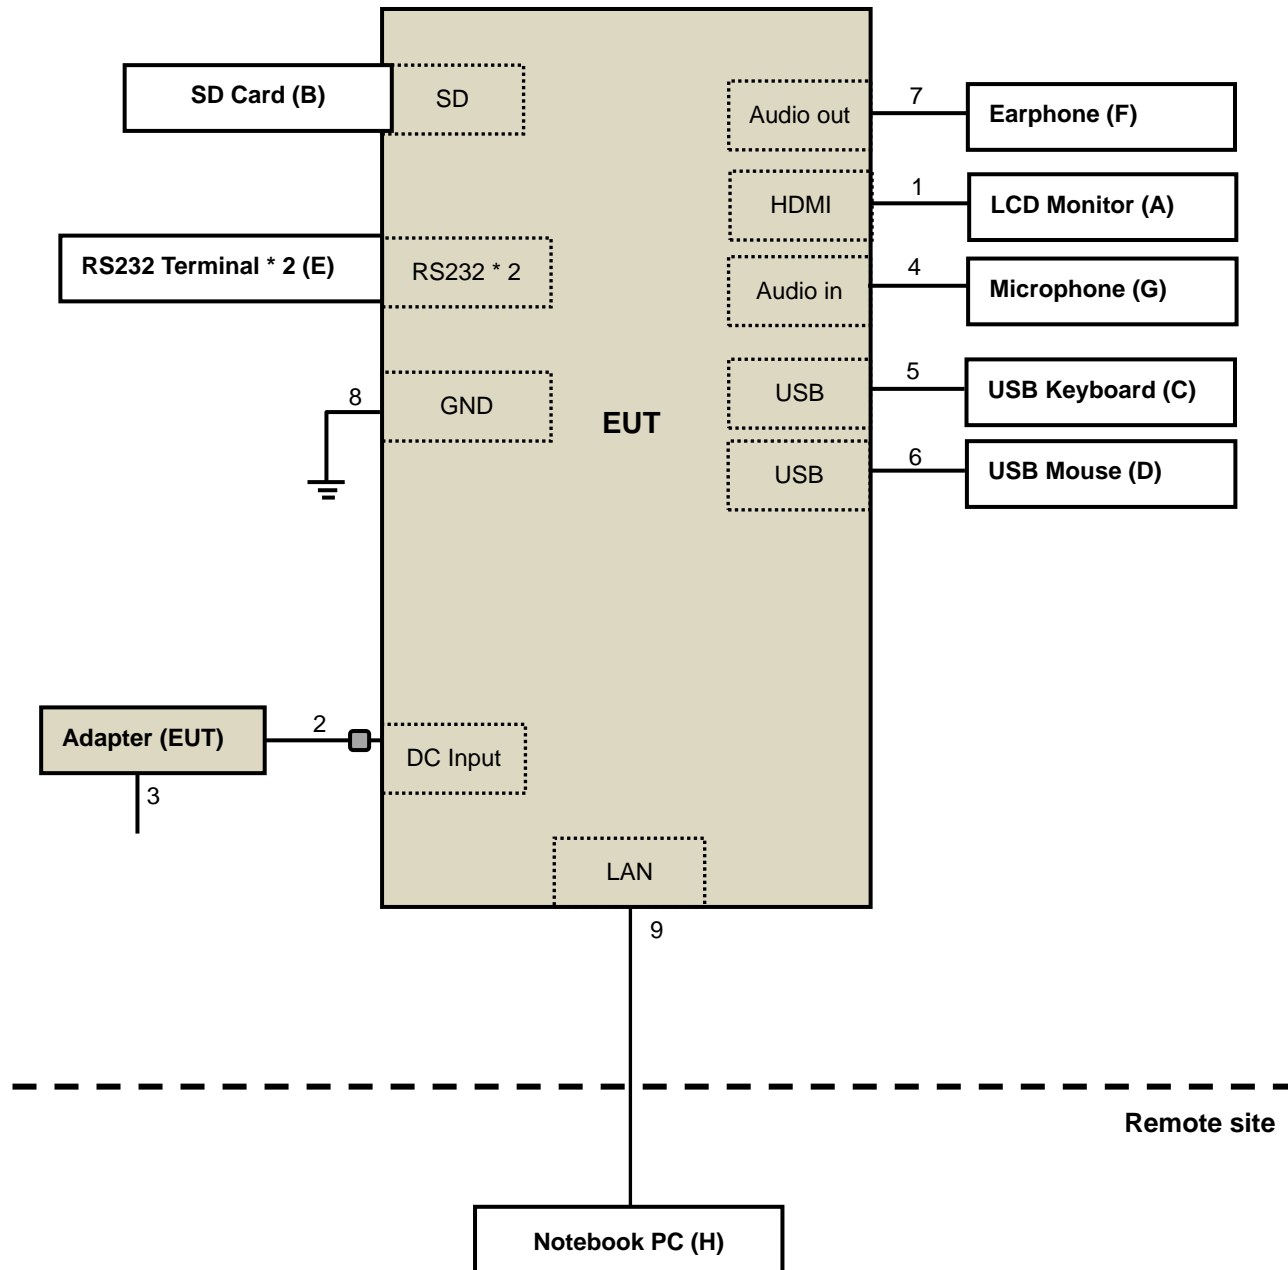 SD Card (B)
SD
Audio out
7
Earphone (F)
HDMI
1
LCD Monitor (A)
RS232 Terminal * 2 (E)
RS232 * 2
Audio in
4
Microphone (G)
8
GND
EUT
USB
5
USB Keyboard (C)
USB
6
USB Mouse (D)
Adapter (EUT)
2
DC Input
3
LAN
9
Remote site
Notebook PC (H)